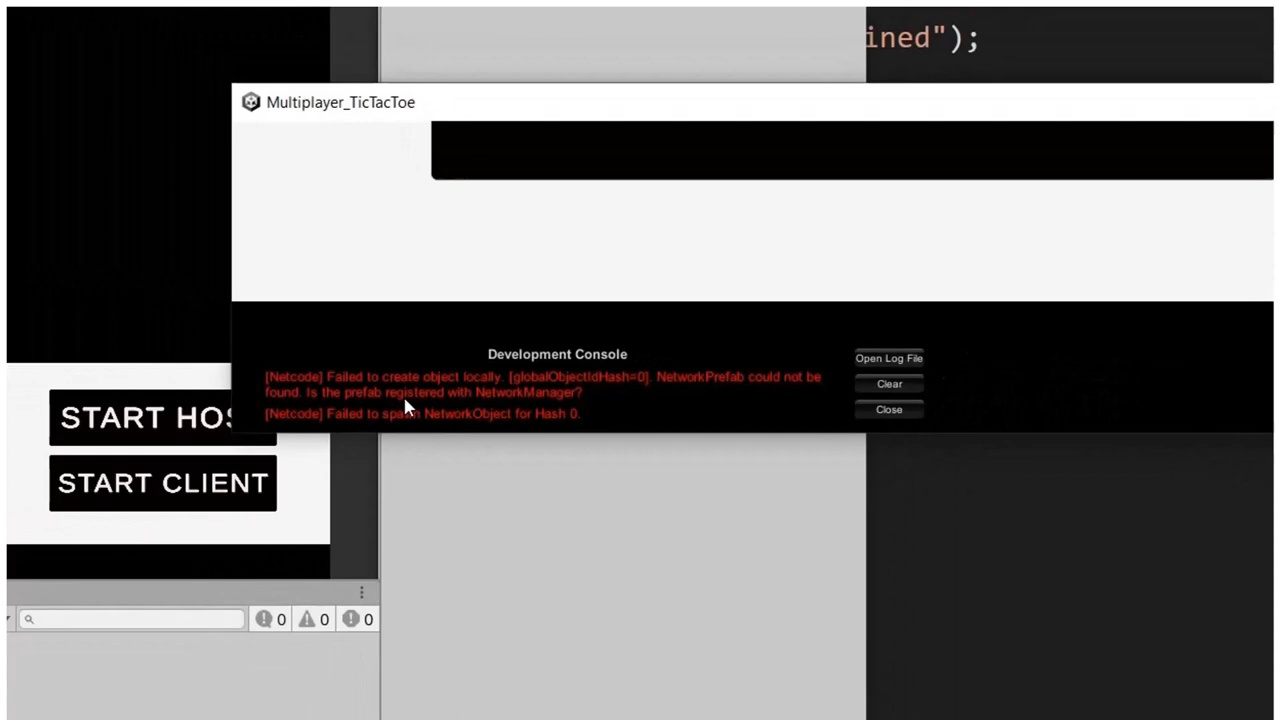 ined");
Multiplayer_TicTacToe
Development Console
[Netcode] Failed to create object locally. [globalObjectIdHash=0]. NetworkPrefab could not be
found. Is the prefab registered with NetworkManager?
[Netcode] Failed to spawn NetworkObject for Hash 0.
Open Log File
Clear
Close
START HOS
START CLIENT
0 0 0